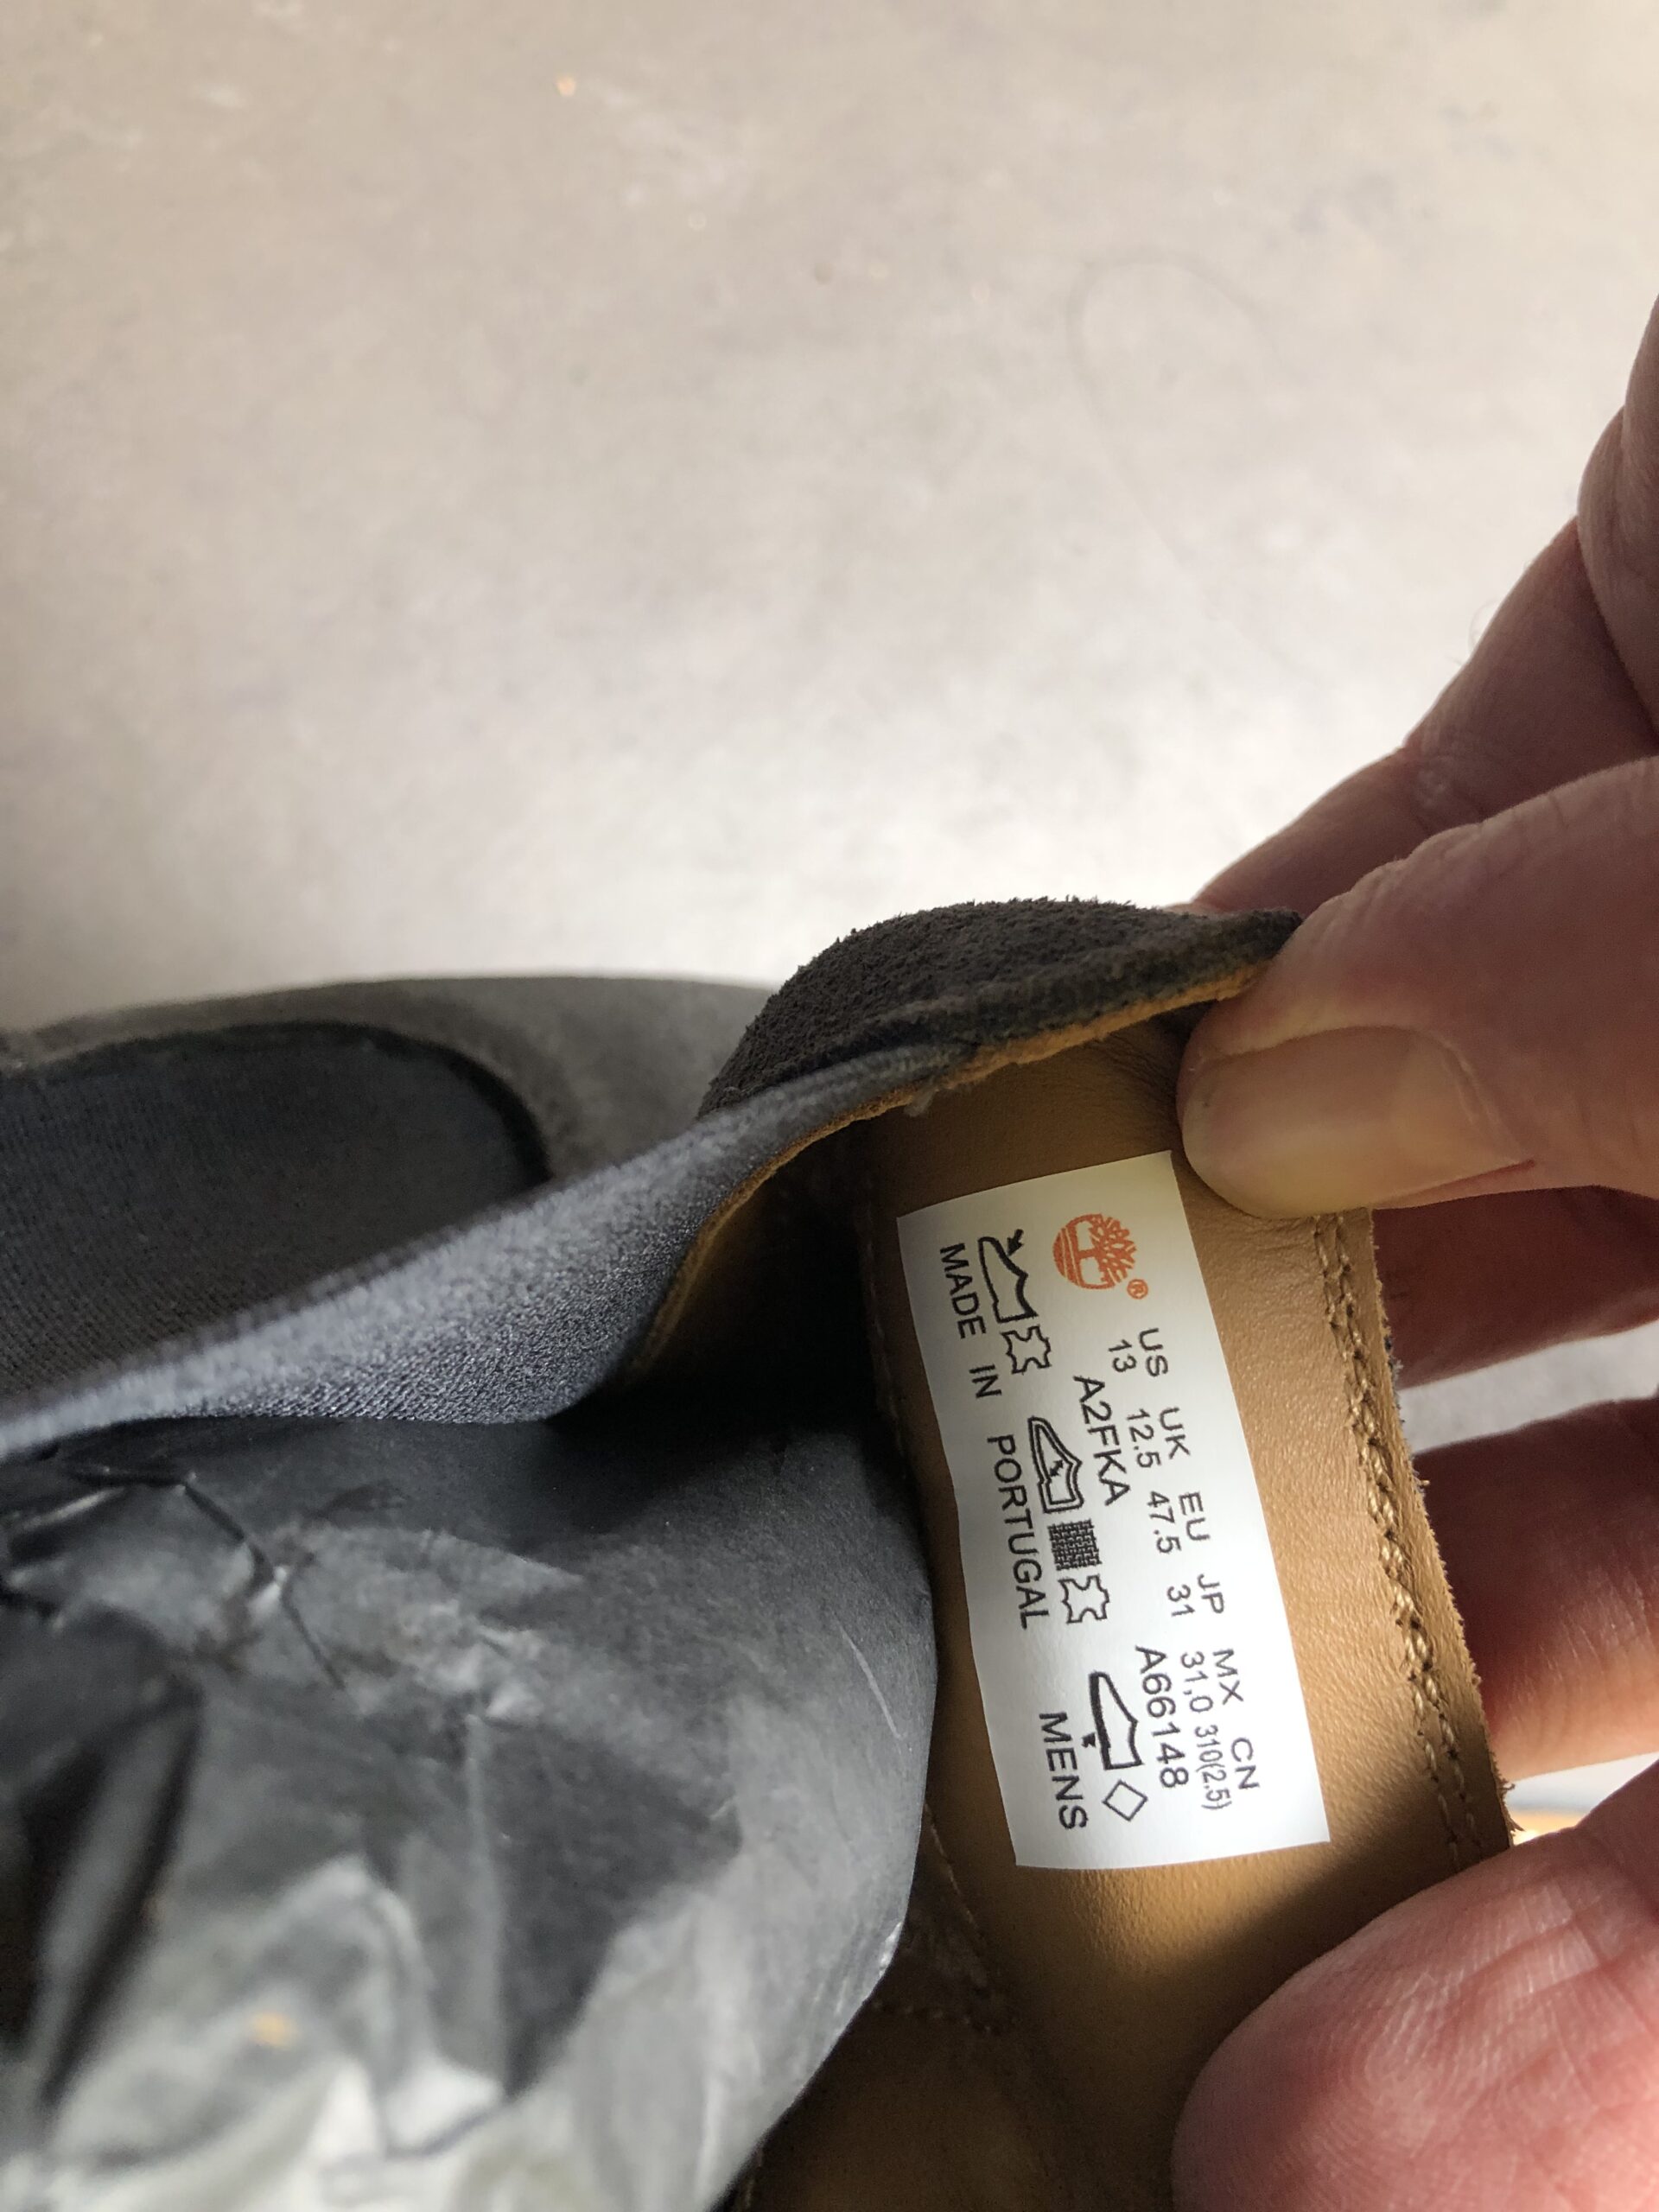 ®
US UK EU JP MX CN
13 12.5 47.5 31 31,0 310(2,5)
A2FKA A66148
MADE IN PORTUGAL MENS